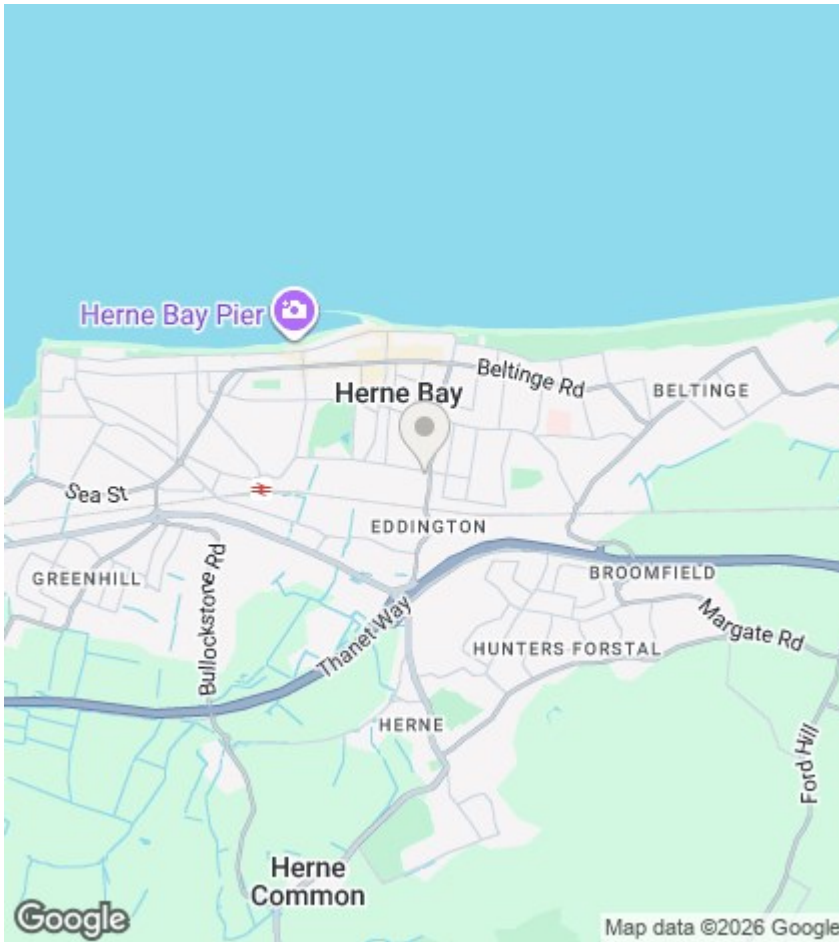 Herne Bay Pier
Beltinge Rd
Herne Bay
BELTINGE
Sea St
EDDINGTON
GREENHILL
Bullockstone Rd
BROOMFIELD
Thanet Way
Margate Rd
HUNTERS FORSTAL
HERNE
Ford Hill
Herne
Common
Google
Map data ©2026 Google